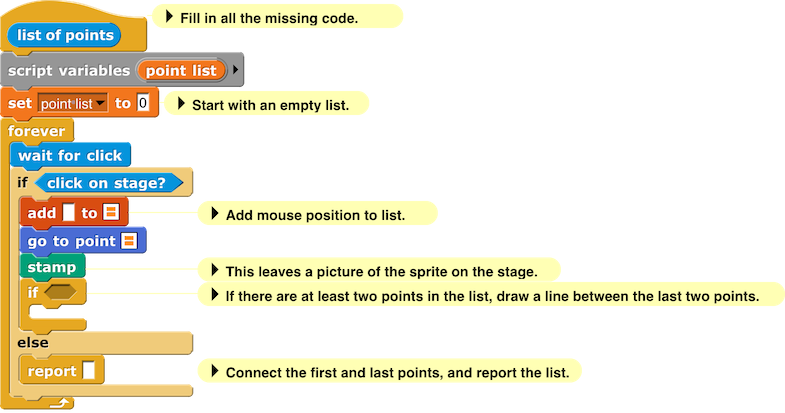 Fill in all the missing code.
list of points
script variables point list
set point list to 0
Start with an empty list.
forever
wait for click
if click on stage?
add to
Add mouse position to list.
go to point
stamp
This leaves a picture of the sprite on the stage.
if
If there are at least two points in the list, draw a line between the last two points.
else
report
Connect the first and last points, and report the list.